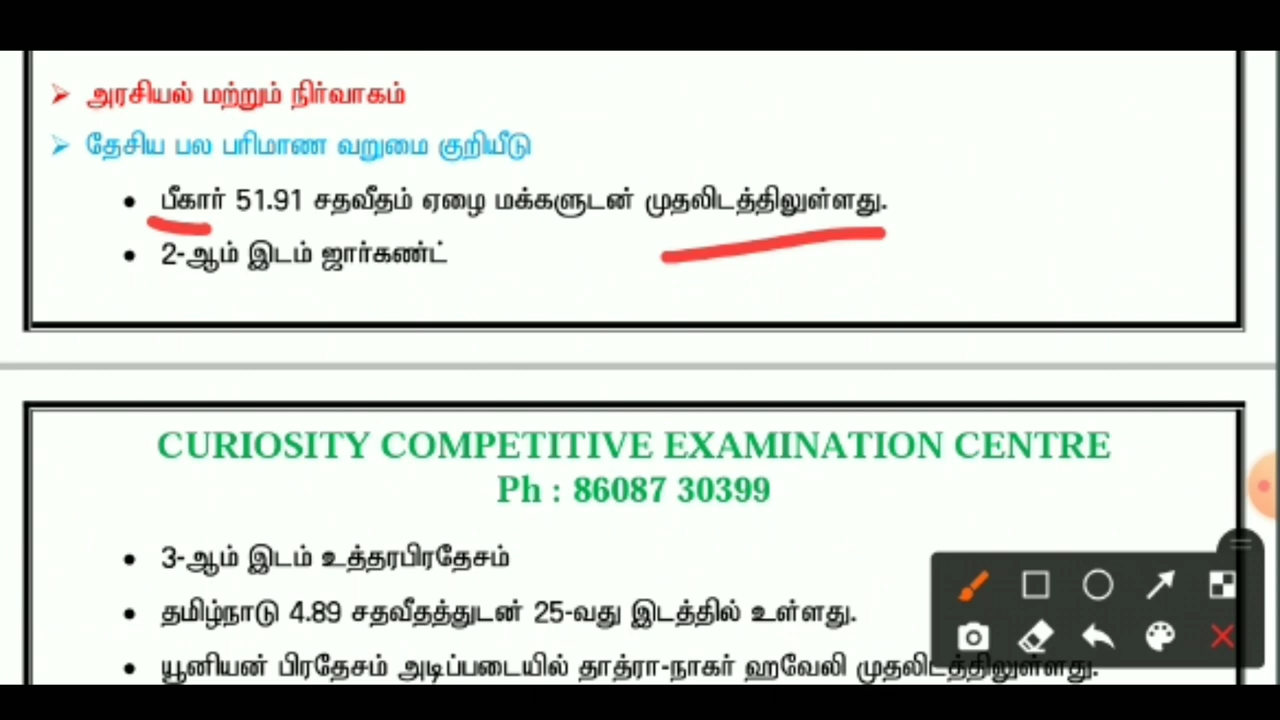 அரசியல் மற்றும் நிர்வாகம்
தேசிய பல பரிமாண வறுமை குறியீடு
பீகார் 51.91 சதவீதம் ஏழை மக்களுடன் முதலிடத்திலுள்ளது.
2-ஆம் இடம் ஜார்கண்ட்
CURIOSITY COMPETITIVE EXAMINATION CENTRE
Ph : 86087 30399
3-ஆம் இடம் உத்தரபிரதேசம்
தமிழ்நாடு 4.89 சதவீதத்துடன் 25-வது இடத்தில் உள்ளது.
யூனியன் பிரதேசம் அடிப்படையில் தாத்ரா-நாகர் ஹவேலி முதலிடத்திலுள்ளது.